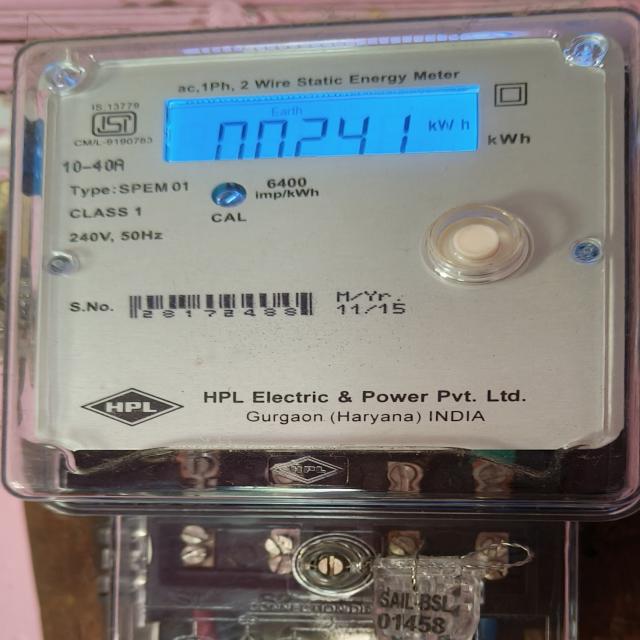 ac,1Ph, 2 Wire Static Energy Meter
IS 13779
ISI
CM/L-9190783
Earth
00241 kW h
kWh
10-40A
Type: SPEM 01
CLASS 1
240V, 50Hz
6400
imp/kWh
CAL
S.No.
28172488
M/Yr.
11/15
HPL
HPL Electric & Power Pvt. Ltd.
Gurgaon (Haryana) INDIA
HPL
SAIL BSL
01458